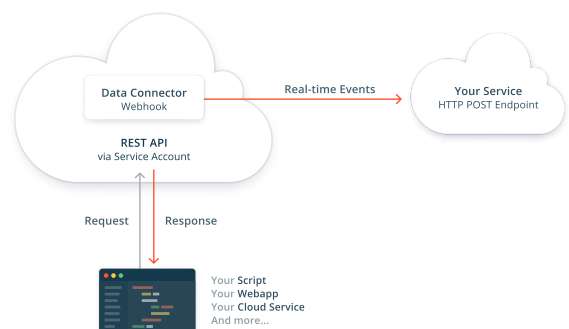 Data Connector
Webhook
Real-time Events
Your Service
HTTP POST Endpoint
REST API
via Service Account
Request
Response
Your Script
Your Webapp
Your Cloud Service
And more...